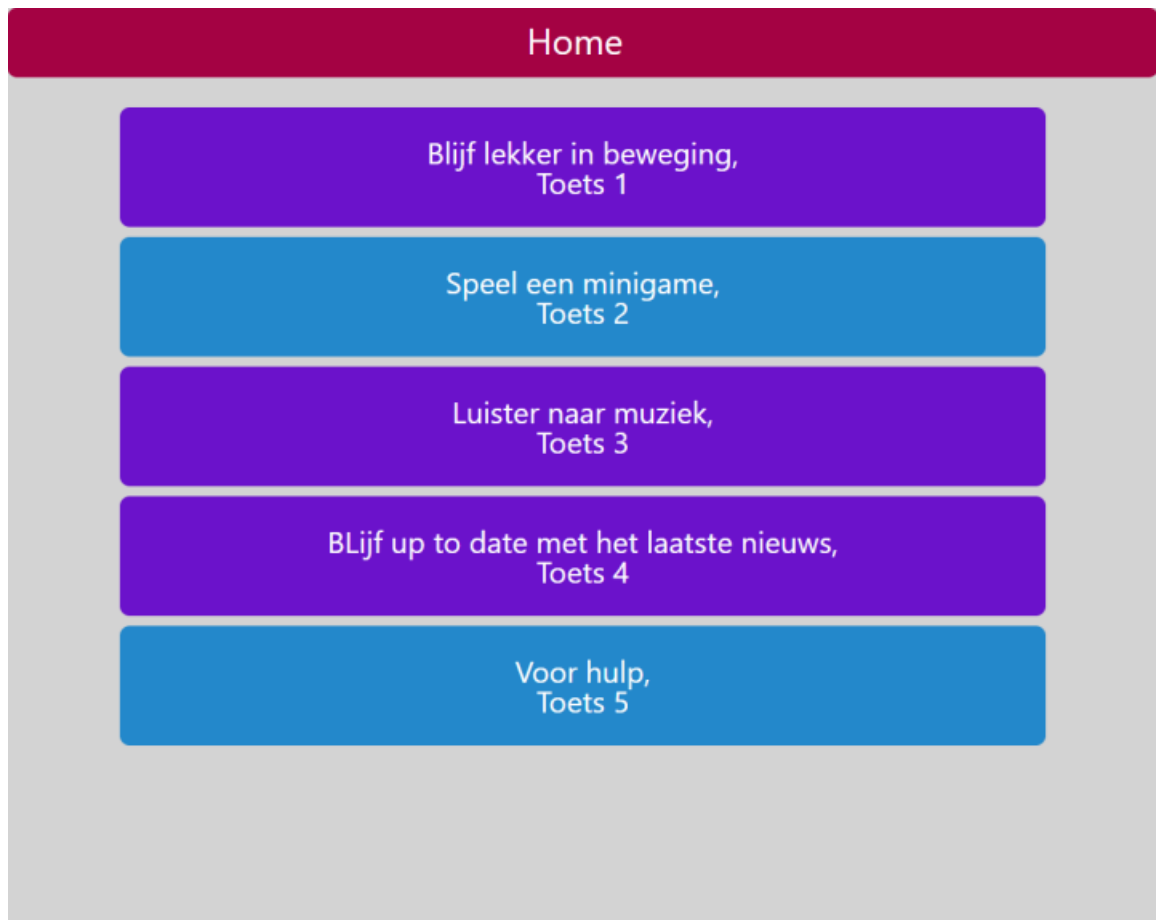 Home
Blijf lekker in beweging,
Toets 1
Speel een minigame,
Toets 2
Luister naar muziek,
Toets 3
BLijf up to date met het laatste nieuws,
Toets 4
Voor hulp,
Toets 5